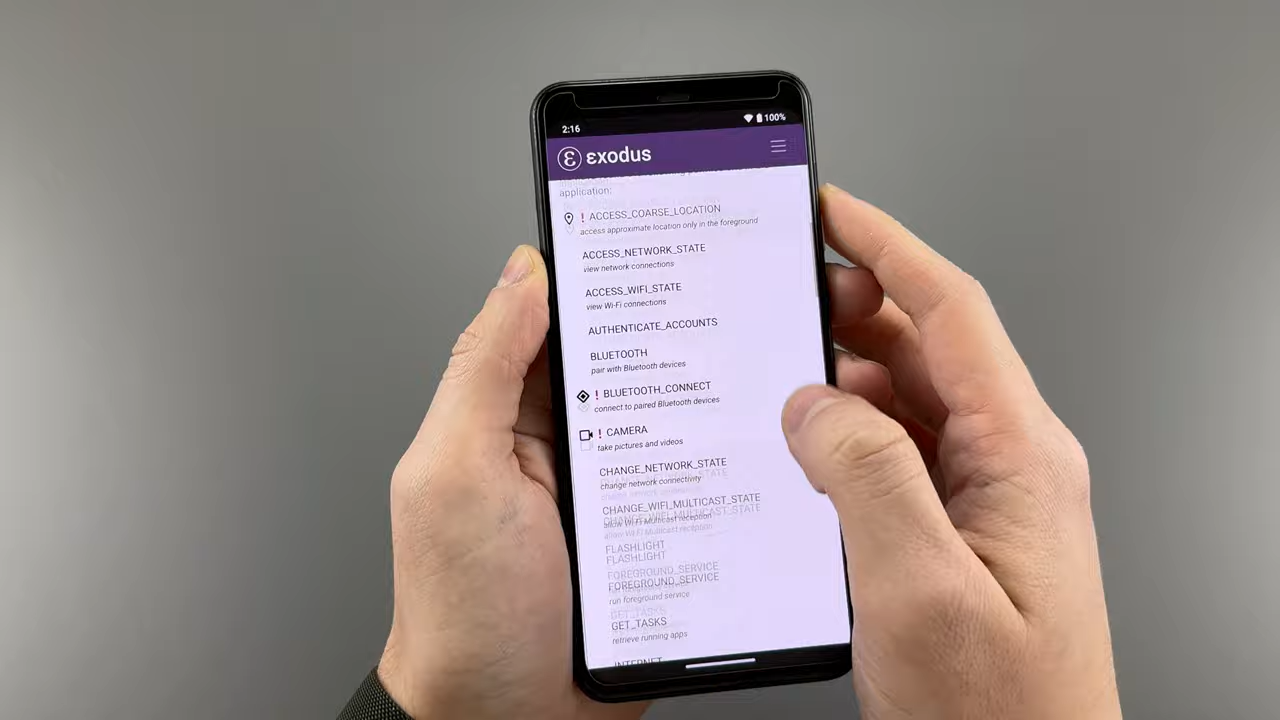 2:16
100%
εxodus
application:
! ACCESS_COARSE_LOCATION
access approximate location only in the foreground
ACCESS_NETWORK_STATE
view network connections
ACCESS_WIFI_STATE
view Wi-Fi connections
AUTHENTICATE_ACCOUNTS
BLUETOOTH
pair with Bluetooth devices
! BLUETOOTH_CONNECT
connect to paired Bluetooth devices
! CAMERA
take pictures and videos
CHANGE_NETWORK_STATE
change network connectivity
CHANGE_WIFI_MULTICAST_STATE
allow Wi-Fi Multicast reception
FLASHLIGHT
FOREGROUND_SERVICE
run foreground service
GET_TASKS
retrieve running apps
INTERNET